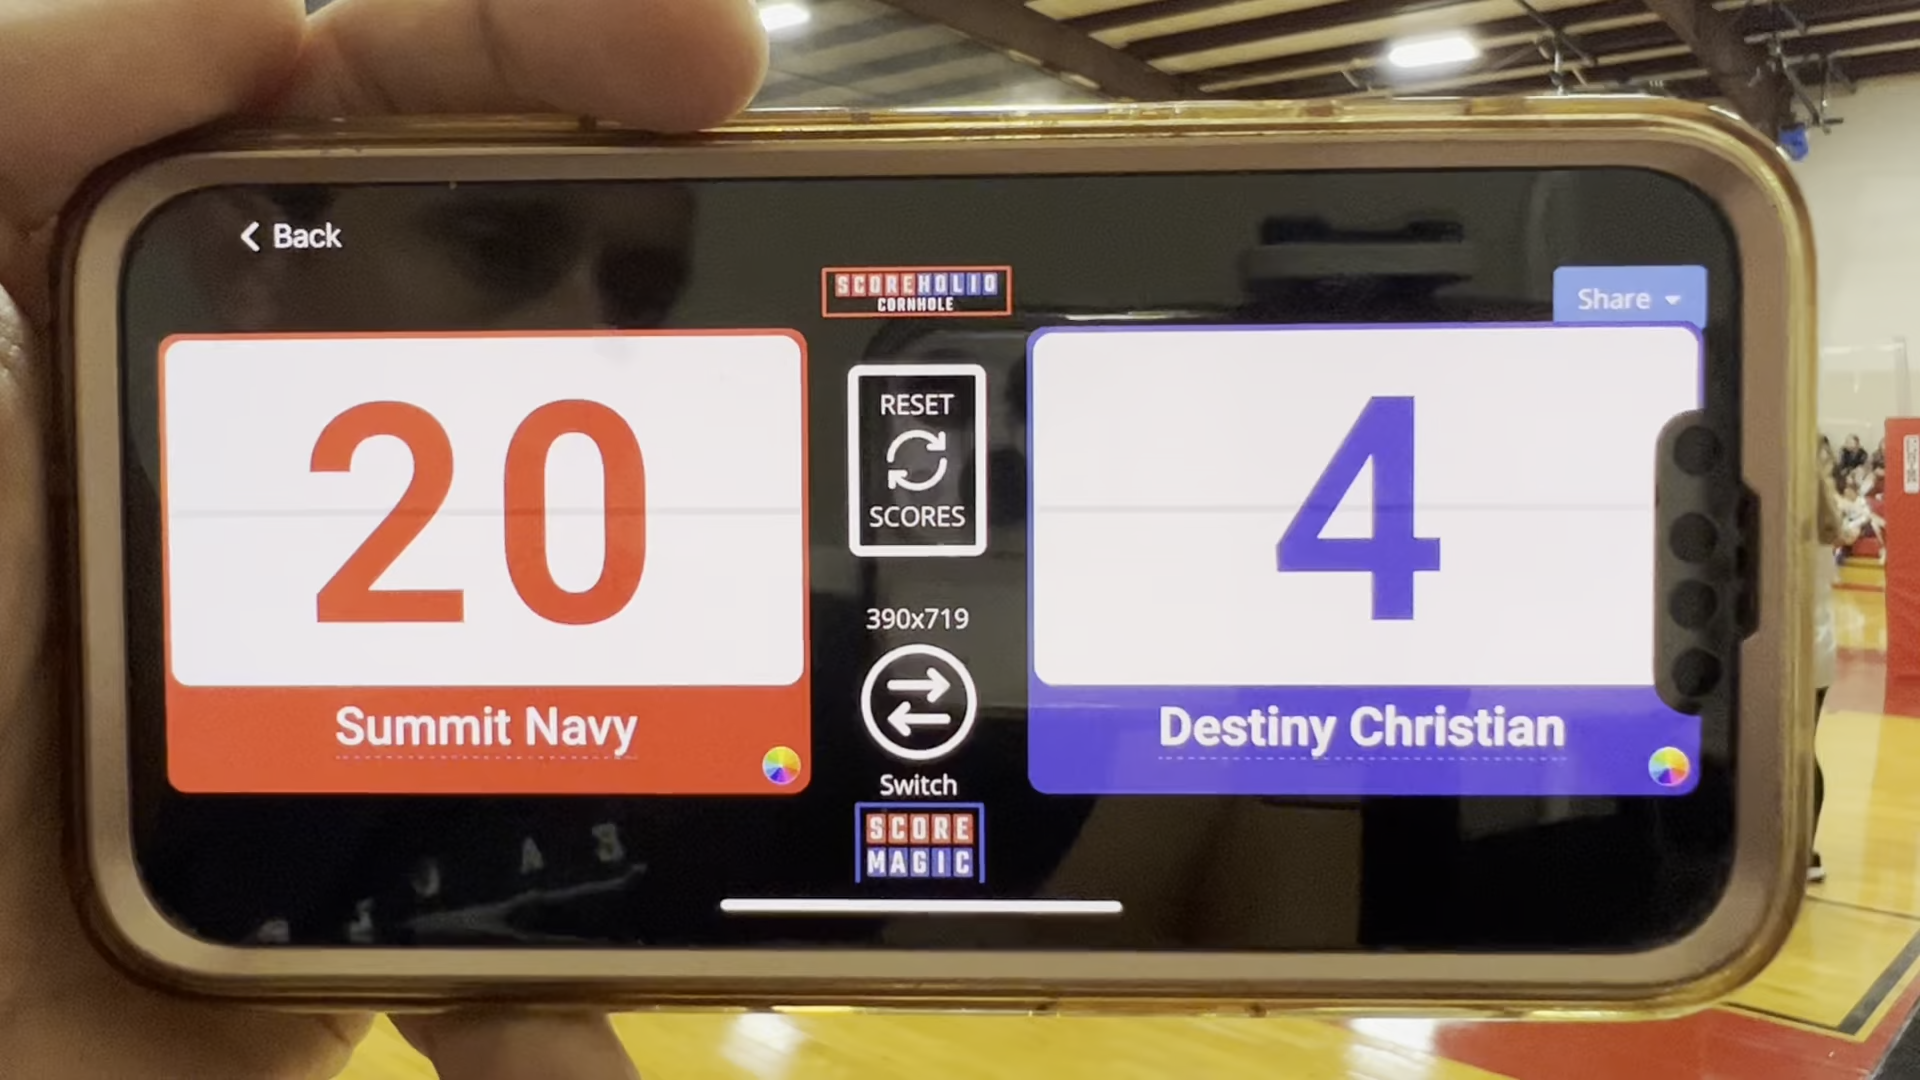 Back
SCOREHOLIO
CORNHOLE
Share
20
RESET
SCORES
4
390x719
Summit Navy
Destiny Christian
Switch
SCORE
MAGIC